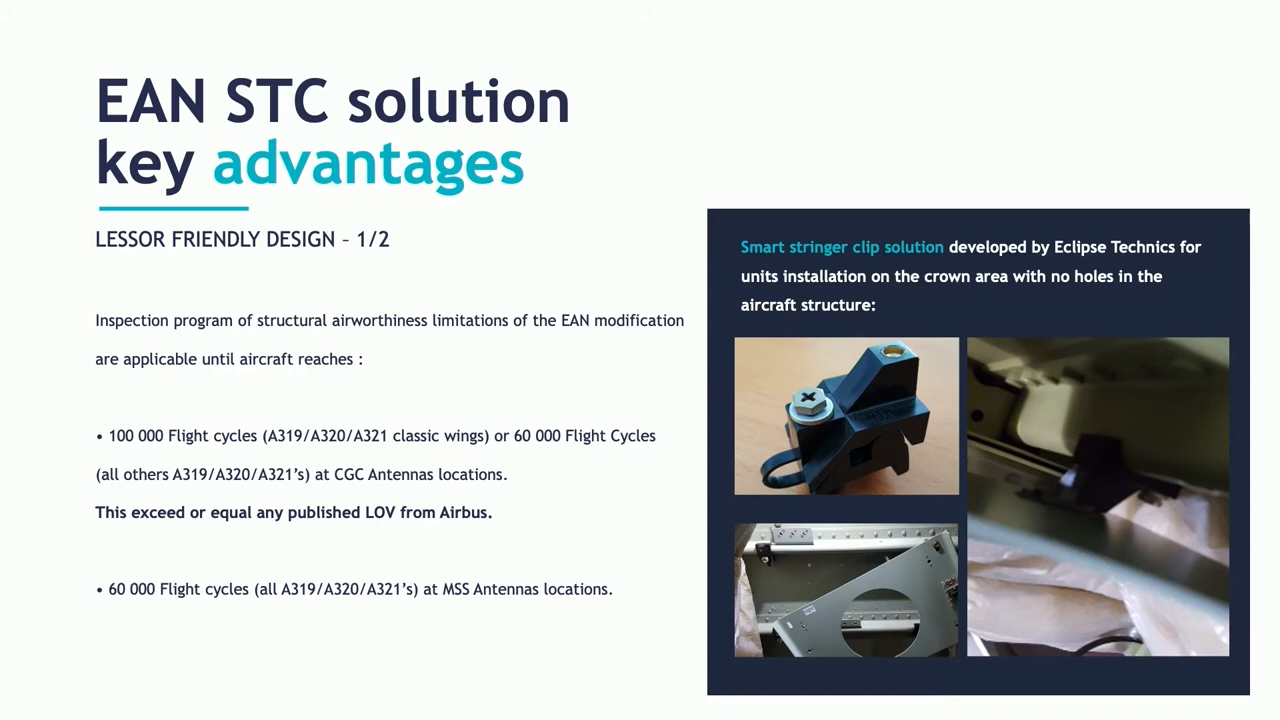 EAN STC solution
key advantages
LESSOR FRIENDLY DESIGN – 1/2
Inspection program of structural airworthiness limitations of the EAN modification
are applicable until aircraft reaches :
• 100 000 Flight cycles (A319/A320/A321 classic wings) or 60 000 Flight Cycles
(all others A319/A320/A321’s) at CGC Antennas locations.
This exceed or equal any published LOV from Airbus.
• 60 000 Flight cycles (all A319/A320/A321’s) at MSS Antennas locations.
Smart stringer clip solution developed by Eclipse Technics for
units installation on the crown area with no holes in the
aircraft structure: